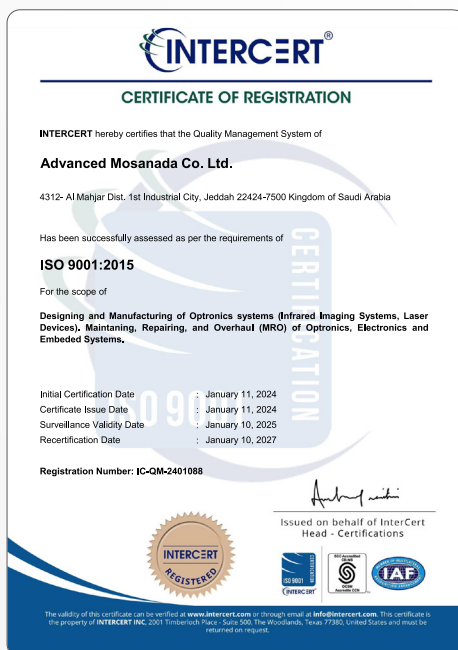 INTERCERT®
CERTIFICATE OF REGISTRATION
INTERCERT hereby certifies that the Quality Management System of
Advanced Mosanada Co. Ltd.
4312- Al Mahjar Dist. 1st Industrial City, Jeddah 22424-7500 Kingdom of Saudi Arabia
Has been successfully assessed as per the requirements of
ISO 9001:2015
For the scope of
Designing and Manufacturing of Optronics systems (Infrared Imaging Systems, Laser
Devices). Maintaning, Repairing, and Overhaul (MRO) of Optronics, Electronics and
Embeded Systems.
CERTIFICATION
ISO 9001
Initial Certification Date : January 11, 2024
Certificate Issue Date : January 11, 2024
Surveillance Validity Date : January 10, 2025
Recertification Date : January 10, 2027
Registration Number: IC-QM-2401088
Issued on behalf of InterCert
Head - Certifications
INTERCERT
REGISTERED
ISO 9001
CERTIFICATION
INTERCERT
IAF
The validity of this certificate can be verified at www.intercert.com or through email at info@intercert.com. This certificate is
the property of INTERCERT INC, 2001 Timberloch Place - Suite 500, The Woodlands, Texas 77380, United States and must be
returned on request.